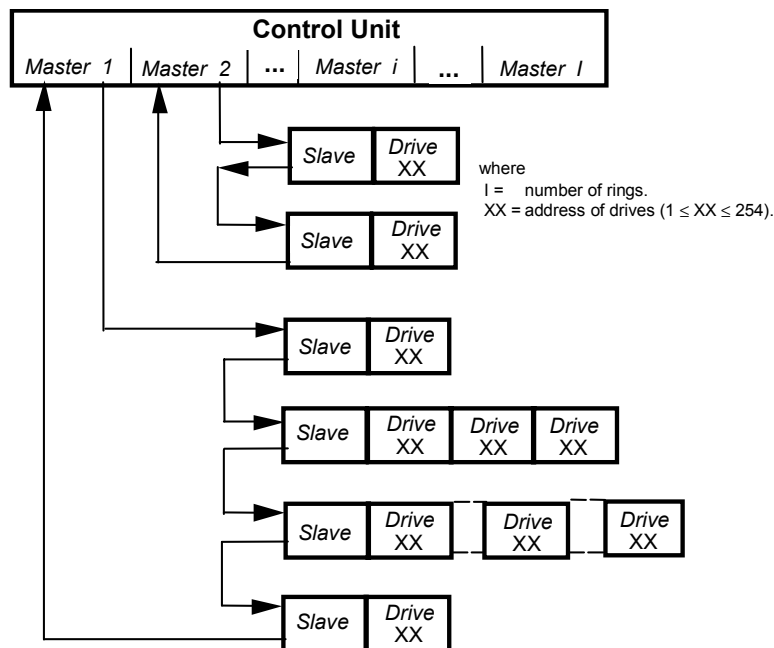 Control Unit
Master 1 Master 2 ... Master i ... Master I
Slave Drive XX
where
I = number of rings.
XX = address of drives (1 ≤ XX ≤ 254).
Slave Drive XX
Slave Drive XX
Slave Drive XX Drive XX Drive XX
Slave Drive XX Drive XX Drive XX
Slave Drive XX